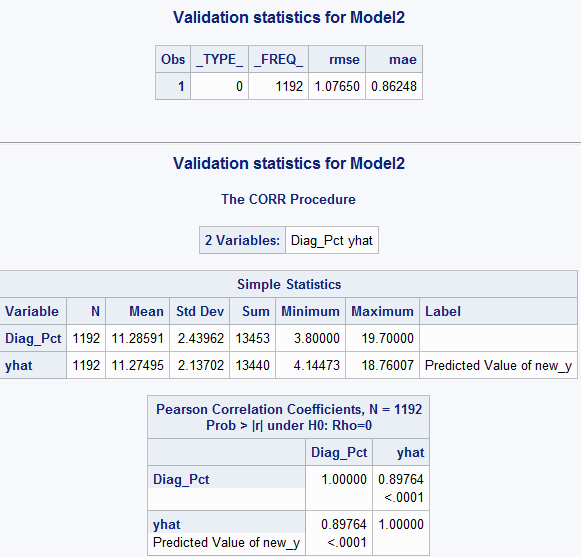 Validation statistics for Model2
Obs _TYPE_ _FREQ_ rmse mae
1 0 1192 1.07650 0.86248
Validation statistics for Model2
The CORR Procedure
2 Variables: Diag_Pct yhat
Simple Statistics
Variable N Mean Std Dev Sum Minimum Maximum Label
Diag_Pct 1192 11.28591 2.43962 13453 3.80000 19.70000
yhat 1192 11.27495 2.13702 13440 4.14473 18.76007 Predicted Value of new_y
Pearson Correlation Coefficients, N = 1192
Prob > |r| under H0: Rho=0
Diag_Pct yhat
Diag_Pct 1.00000 0.89764
<.0001
yhat 0.89764 1.00000
Predicted Value of new_y <.0001